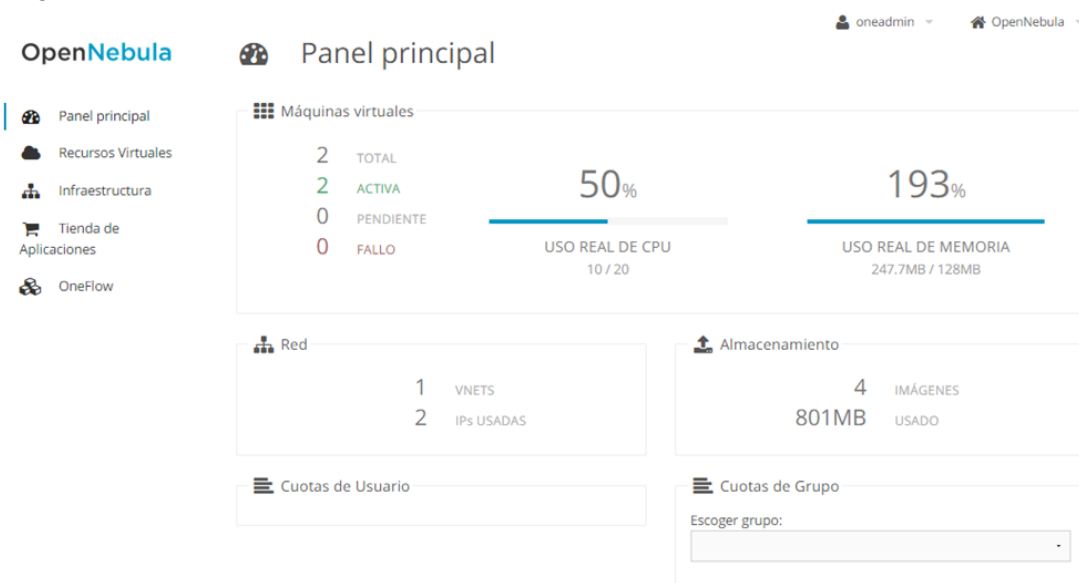 oneadmin
OpenNebula
OpenNebula
Panel principal
Panel principal
Recursos Virtuales
Infraestructura
Tienda de
Aplicaciones
OneFlow
Máquinas virtuales
2 TOTAL
2 ACTIVA
0 PENDIENTE
0 FALLO
50%
USO REAL DE CPU
10 / 20
193%
USO REAL DE MEMORIA
247.7MB / 128MB
Red
1 VNETS
2 IPs USADAS
Almacenamiento
4 IMÁGENES
801MB USADO
Cuotas de Usuario
Cuotas de Grupo
Escoger grupo: